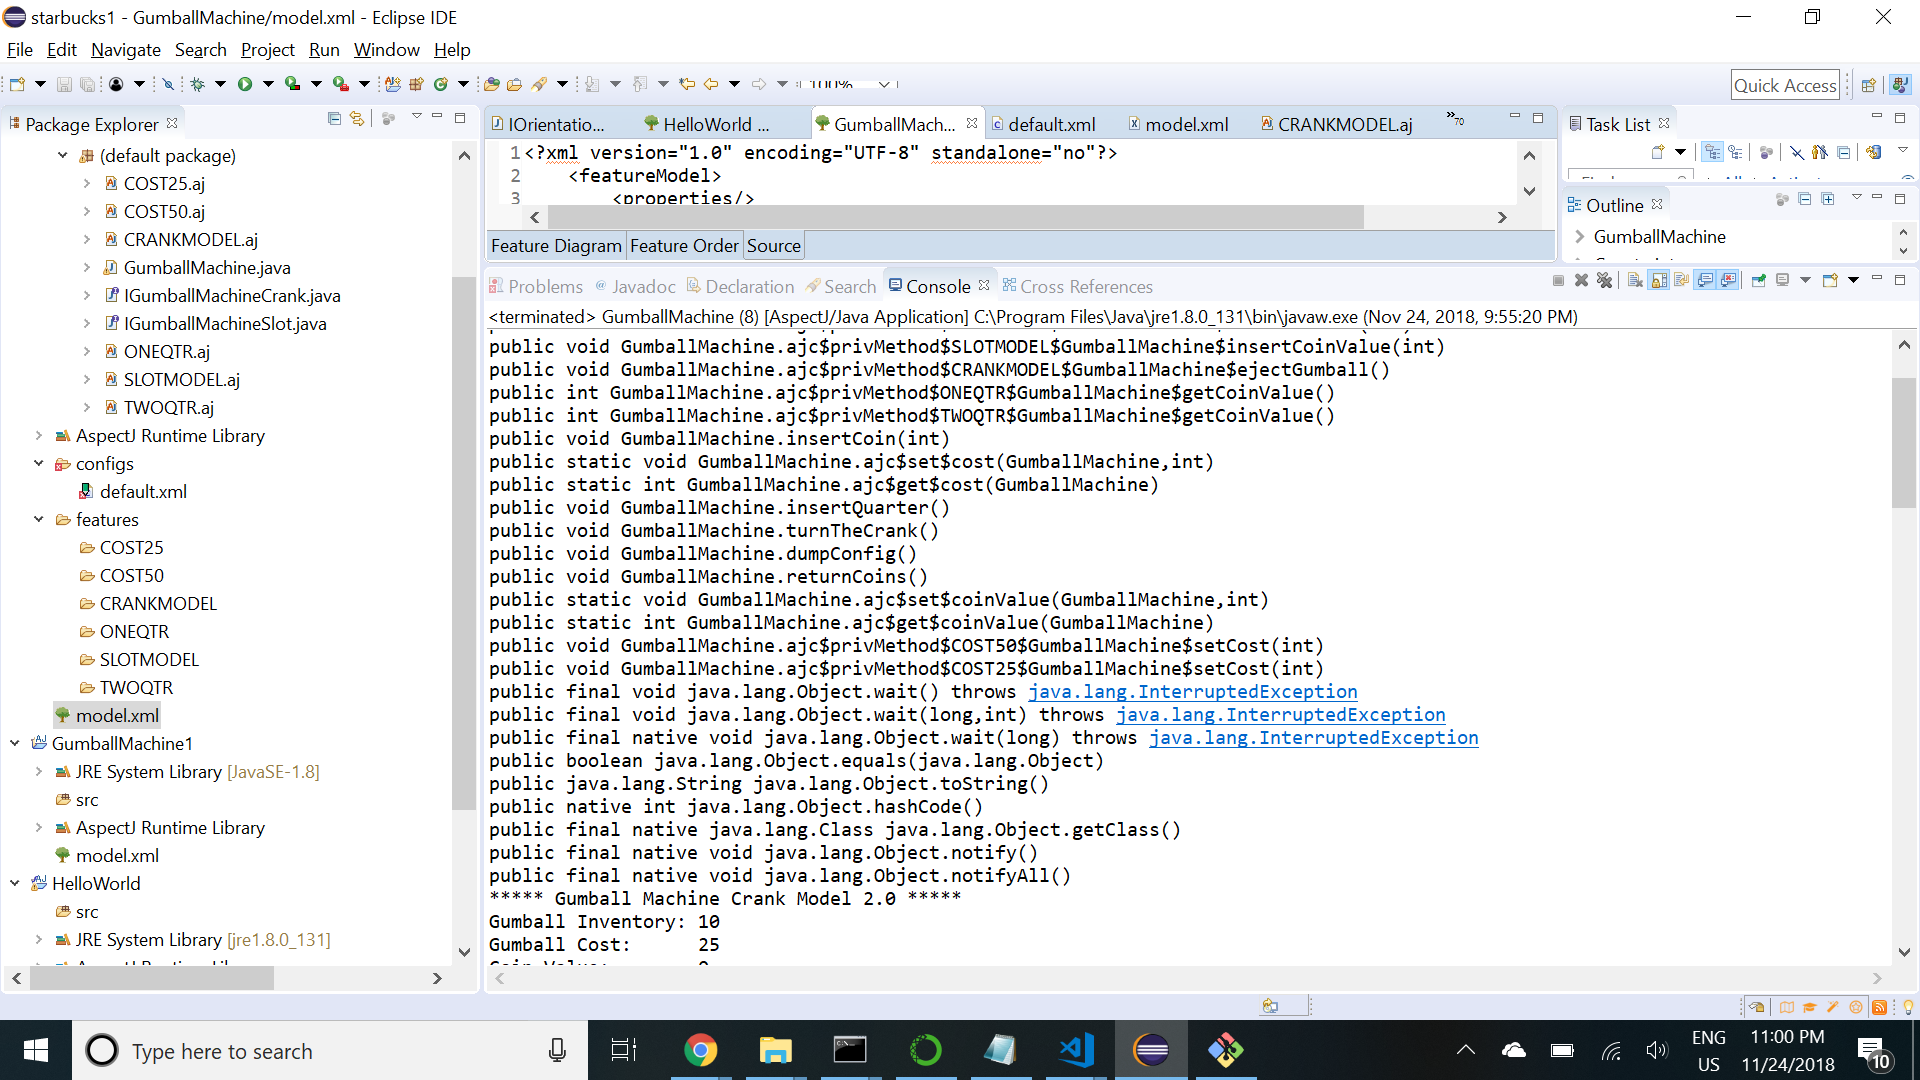 starbucks1 - GumballMachine/model.xml - Eclipse IDE
File Edit Navigate Search Project Run Window Help
100%
Quick Access
Package Explorer
(default package)
COST25.aj
COST50.aj
CRANKMODEL.aj
GumballMachine.java
IGumballMachineCrank.java
IGumballMachineSlot.java
ONEQTR.aj
SLOTMODEL.aj
TWOQTR.aj
AspectJ Runtime Library
configs
default.xml
features
COST25
COST50
CRANKMODEL
ONEQTR
SLOTMODEL
TWOQTR
model.xml
GumballMachine1
JRE System Library [JavaSE-1.8]
src
AspectJ Runtime Library
model.xml
HelloWorld
src
JRE System Library [jre1.8.0_131]
IOrientatio... HelloWorld ... GumballMach... default.xml model.xml CRANKMODEL.aj »70
1 <?xml version="1.0" encoding="UTF-8" standalone="no"?>
2 <featureModel>
3 <properties/>
Feature Diagram Feature Order Source
Task List
Outline
GumballMachine
Problems @ Javadoc Declaration Search Console Cross References
<terminated> GumballMachine (8) [AspectJ/Java Application] C:\Program Files\Java\jre1.8.0_131\bin\javaw.exe (Nov 24, 2018, 9:55:20 PM)
public void GumballMachine.ajc$privMethod$SLOTMODEL$GumballMachine$insertCoinValue(int)
public void GumballMachine.ajc$privMethod$CRANKMODEL$GumballMachine$ejectGumball()
public int GumballMachine.ajc$privMethod$ONEQTR$GumballMachine$getCoinValue()
public int GumballMachine.ajc$privMethod$TWOQTR$GumballMachine$getCoinValue()
public void GumballMachine.insertCoin(int)
public static void GumballMachine.ajc$set$cost(GumballMachine,int)
public static int GumballMachine.ajc$get$cost(GumballMachine)
public void GumballMachine.insertQuarter()
public void GumballMachine.turnTheCrank()
public void GumballMachine.dumpConfig()
public void GumballMachine.returnCoins()
public static void GumballMachine.ajc$set$coinValue(GumballMachine,int)
public static int GumballMachine.ajc$get$coinValue(GumballMachine)
public void GumballMachine.ajc$privMethod$COST50$GumballMachine$setCost(int)
public void GumballMachine.ajc$privMethod$COST25$GumballMachine$setCost(int)
public final void java.lang.Object.wait() throws java.lang.InterruptedException
public final void java.lang.Object.wait(long,int) throws java.lang.InterruptedException
public final native void java.lang.Object.wait(long) throws java.lang.InterruptedException
public boolean java.lang.Object.equals(java.lang.Object)
public java.lang.String java.lang.Object.toString()
public native int java.lang.Object.hashCode()
public final native java.lang.Class java.lang.Object.getClass()
public final native void java.lang.Object.notify()
public final native void java.lang.Object.notifyAll()
***** Gumball Machine Crank Model 2.0 *****
Gumball Inventory: 10
Gumball Cost: 25
Type here to search
ENG
US
11:00 PM
11/24/2018
10